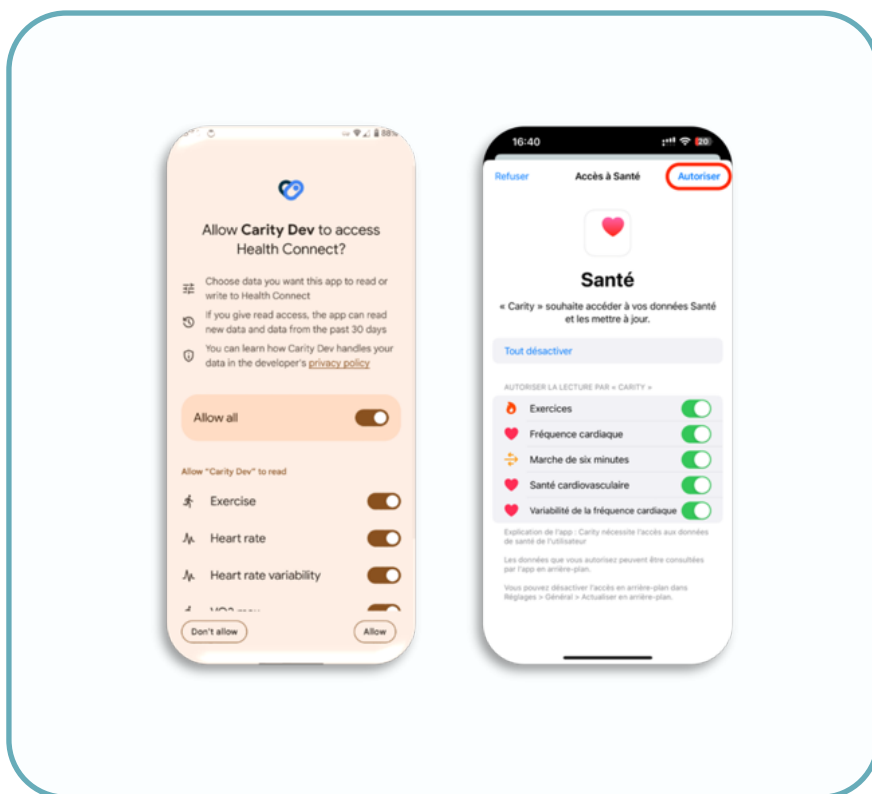 88%
Allow Carity Dev to access
Health Connect?
Choose data you want this app to read or
write to Health Connect
If you give read access, the app can read
new data and data from the past 30 days
You can learn how Carity Dev handles your
data in the developer's privacy policy
Allow all
Allow "Carity Dev" to read
Exercise
Heart rate
Heart rate variability
VO2 max
Don't allow
Allow
16:40
20
Refuser
Accès à Santé
Autoriser
Santé
« Carity » souhaite accéder à vos données Santé
et les mettre à jour.
Tout désactiver
AUTORISER LA LECTURE PAR « CARITY »
Exercices
Fréquence cardiaque
Marche de six minutes
Santé cardiovasculaire
Variabilité de la fréquence cardiaque
Explication de l'app : Carity nécessite l'accès aux données
de santé de l'utilisateur
Les données que vous autorisez peuvent être consultées
par l'app en arrière-plan.
Vous pouvez désactiver l'accès en arrière-plan dans
Réglages > Général > Actualiser en arrière-plan.